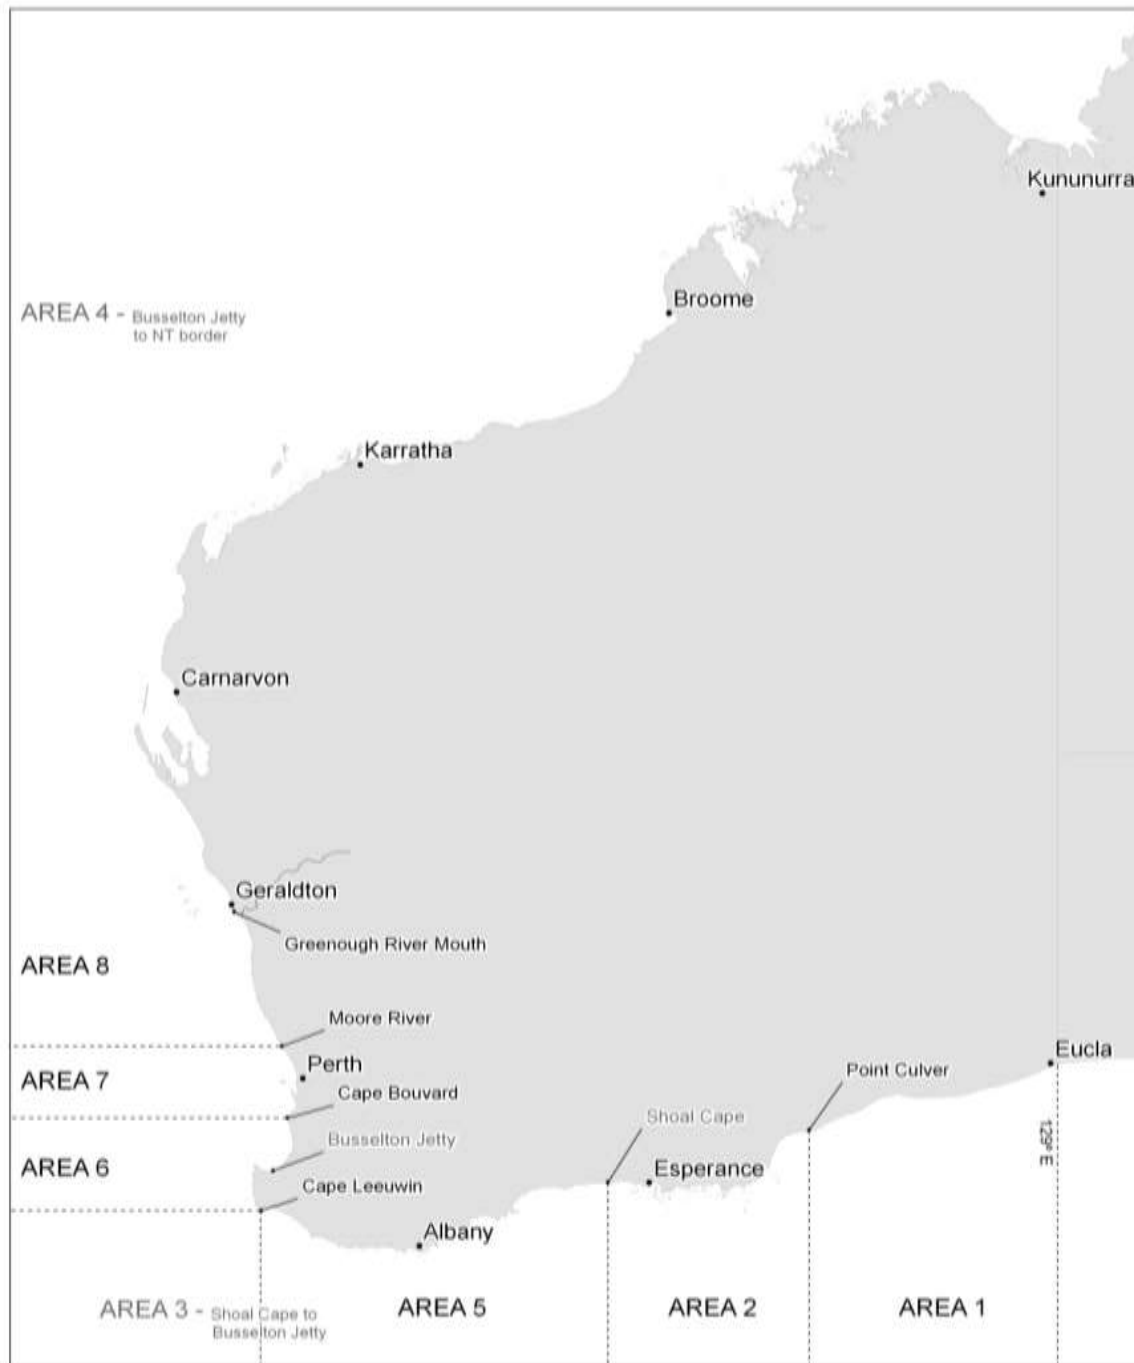 Kununurra
Broome
AREA 4 - Busselton Jetty
to NT border
Karratha
Carnarvon
Geraldton
Greenough River Mouth
AREA 8
Moore River
Eucla
Perth
Point Culver
AREA 7
Cape Bouvard
Shoal Cape
129° E
Busselton Jetty
AREA 6
Esperance
Cape Leeuwin
Albany
AREA 3 - Shoal Cape to
Busselton Jetty
AREA 5
AREA 2
AREA 1